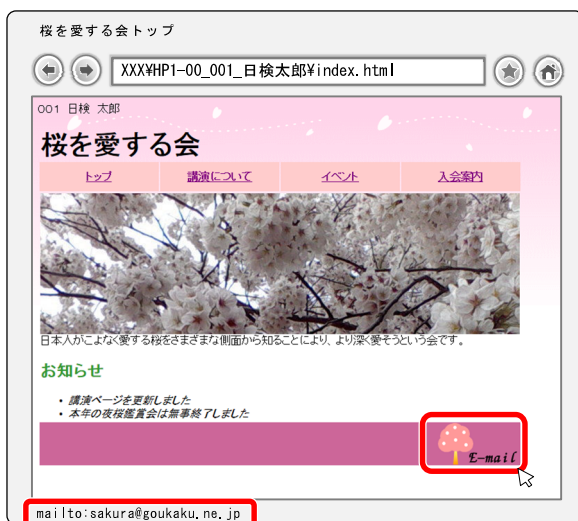 桜を愛する会トップ
XXX¥HP1-00_001_日検太郎¥index.html
001 日検 太郎
桜を愛する会
トップ 講演について イベント 入会案内
日本人がこよなく愛する桜をさまざまな側面から知ることにより、より深く愛そうという会です。
お知らせ
・ 講演ページを更新しました
・ 本年の夜桜鑑賞会は無事終了しました
E-mail
mailto:sakura@goukaku.ne.jp